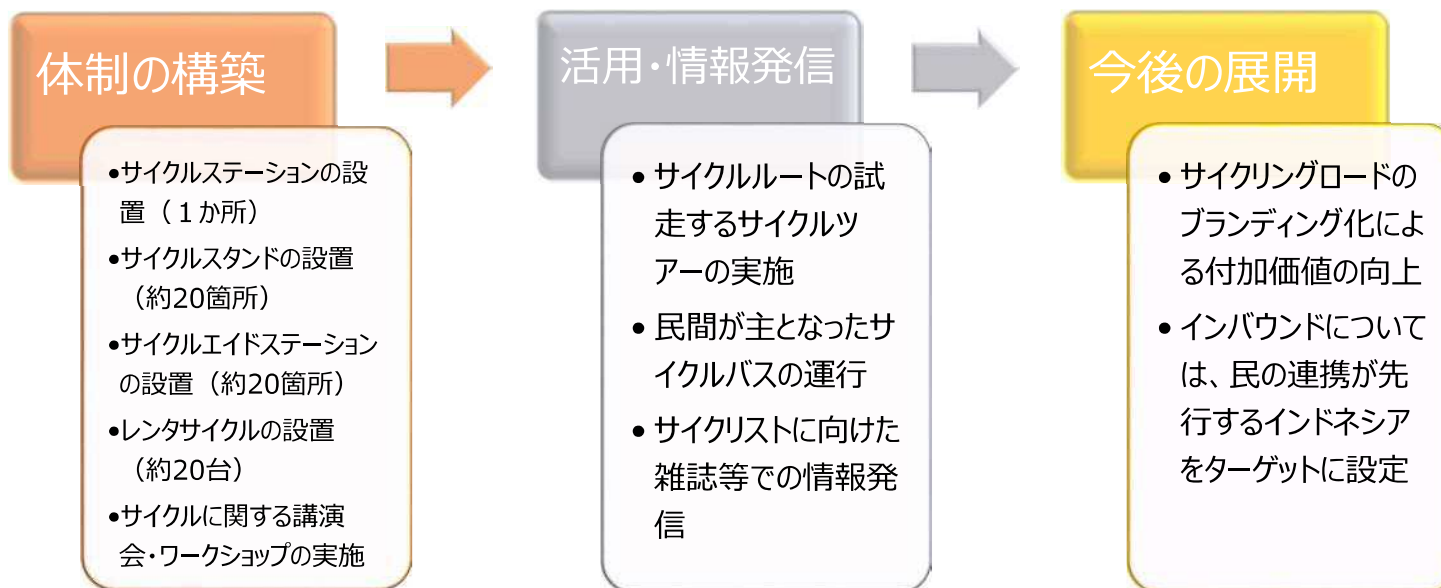 体制の構築
•サイクルステーションの設
置（１か所）
•サイクルスタンドの設置
（約20箇所）
•サイクルエイドステーション
の設置（約20箇所）
•レンタサイクルの設置
（約20台）
•サイクルに関する講演
会・ワークショップの実施
活用・情報発信
• サイクルルートの試
走するサイクルツ
アーの実施
• 民間が主となったサ
イクルバスの運行
• サイクリストに向けた
雑誌等での情報発
信
今後の展開
• サイクリングロードの
ブランディング化によ
る付加価値の向上
• インバウンドについて
は、民の連携が先
行するインドネシア
をターゲットに設定